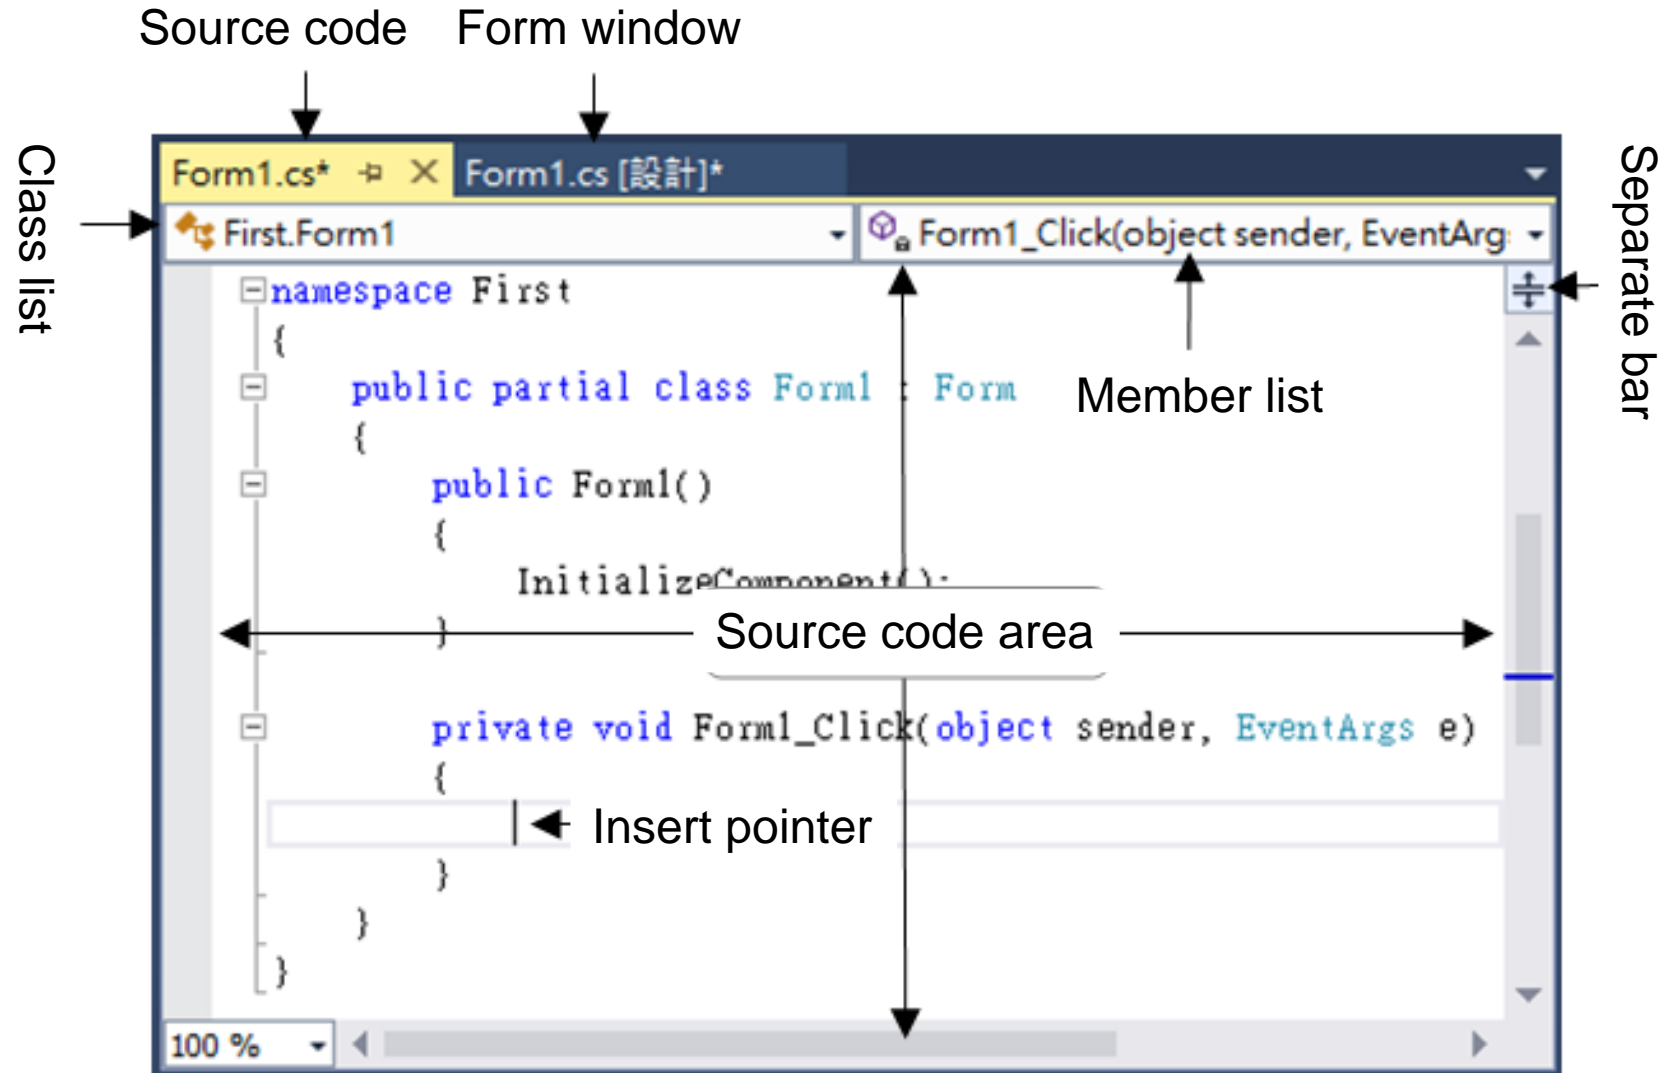 Source code Form window
Class list
Separate bar
Form1.cs* Form1.cs [設計]*
First.Form1 Form1_Click(object sender, EventArg
namespace First
{
public partial class Form1 : Form
Member list
{
public Form1()
{
InitializeComponent();
}
Source code area
private void Form1_Click(object sender, EventArgs e)
{
Insert pointer
}
}
}
100 %